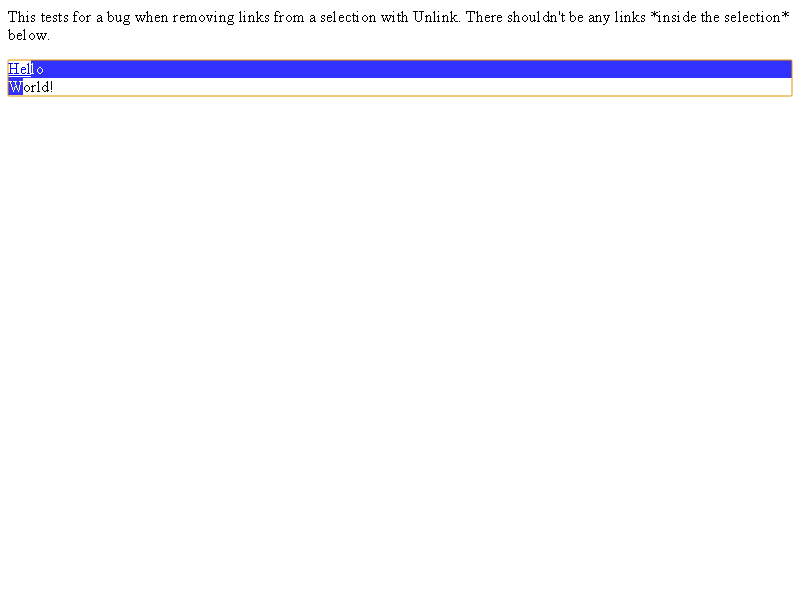 This tests for a bug when removing links from a selection with Unlink. There shouldn't be any links *inside the selection*
below.
Hello
World!